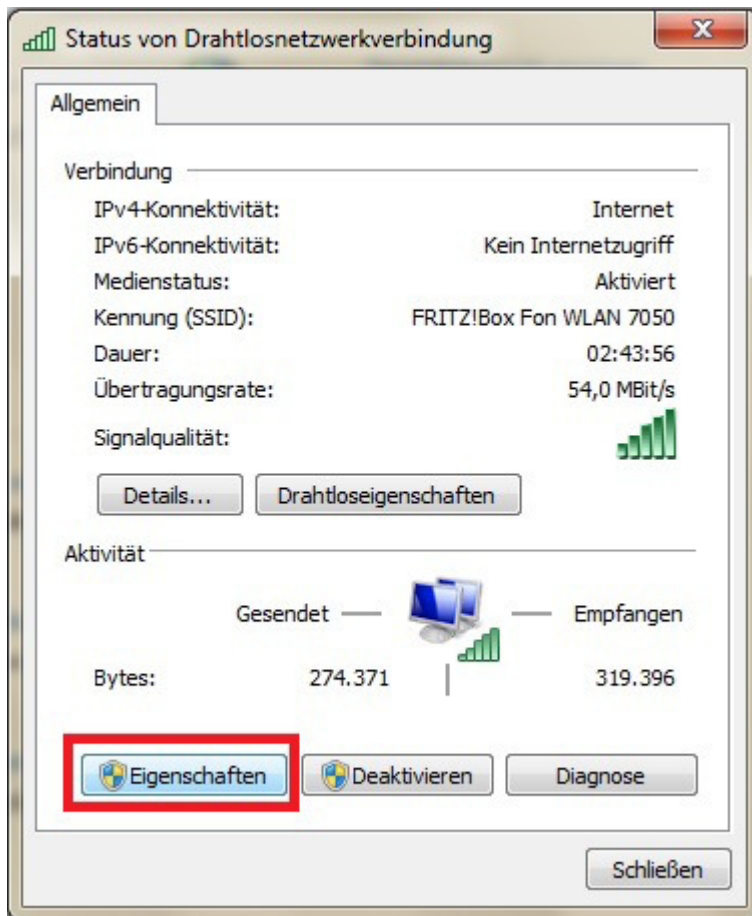 Status von Drahtlosnetzwerkverbindung
Allgemein
Verbindung
IPv4-Konnektivität: Internet
IPv6-Konnektivität: Kein Internetzugriff
Medienstatus: Aktiviert
Kennung (SSID): FRITZ!Box Fon WLAN 7050
Dauer: 02:43:56
Übertragungsrate: 54,0 MBit/s
Signalqualität:
Details... Drahtloseigenschaften
Aktivität
Gesendet Empfangen
Bytes: 274.371 319.396
Eigenschaften Deaktivieren Diagnose
Schließen